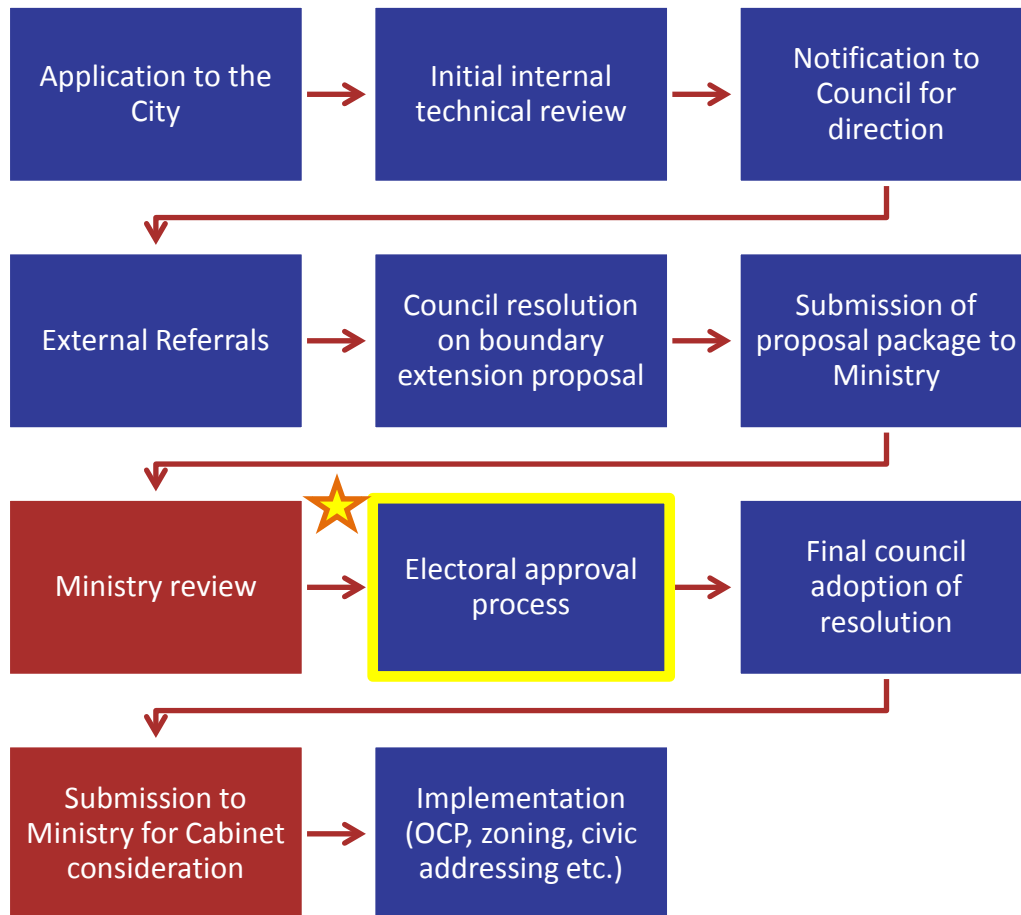 Application to the
City
Initial internal
technical review
Notification to
Council for
direction
External Referrals
Council resolution
on boundary
extension proposal
Submission of
proposal package to
Ministry
Ministry review
Electoral approval
process
Final council
adoption of
resolution
Submission to
Ministry for Cabinet
consideration
Implementation
(OCP, zoning, civic
addressing etc.)